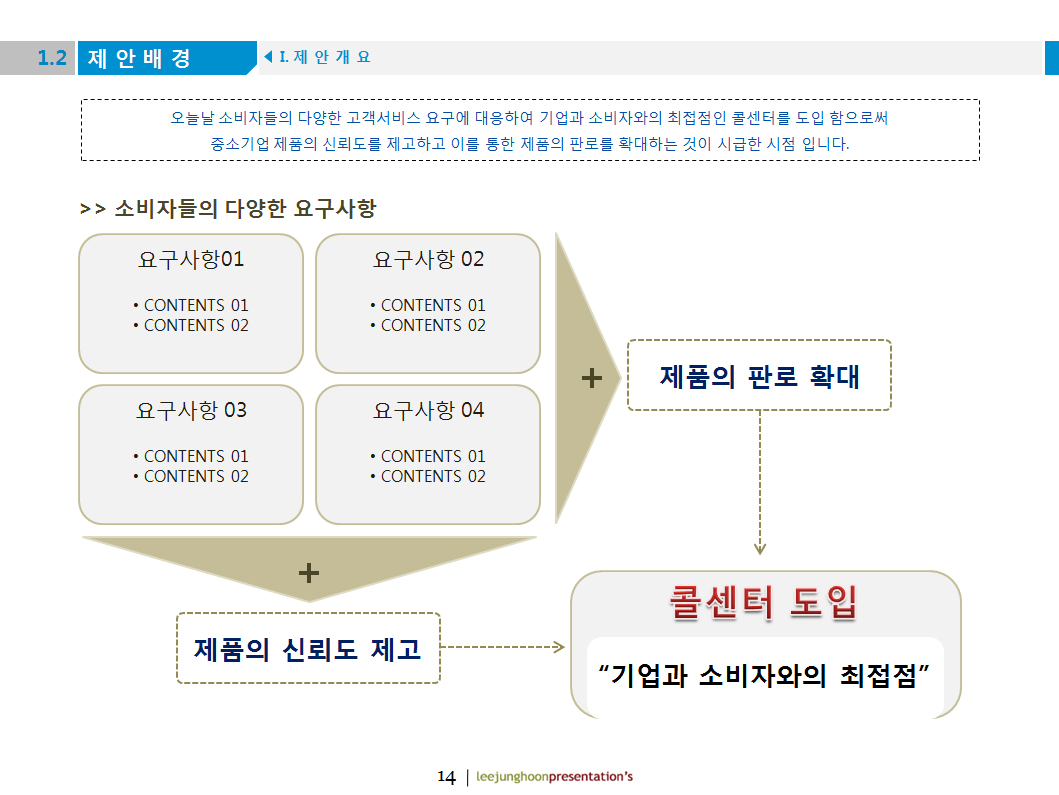 1.2 제 안 배 경 I. 제 안 개 요
오늘날 소비자들의 다양한 고객서비스 요구에 대응하여 기업과 소비자와의 최접점인 콜센터를 도입 함으로써
중소기업 제품의 신뢰도를 제고하고 이를 통한 제품의 판로를 확대하는 것이 시급한 시점 입니다.
>> 소비자들의 다양한 요구사항
요구사항01
• CONTENTS 01
• CONTENTS 02
요구사항 02
• CONTENTS 01
• CONTENTS 02
요구사항 03
• CONTENTS 01
• CONTENTS 02
요구사항 04
• CONTENTS 01
• CONTENTS 02
+
제품의 판로 확대
+
제품의 신뢰도 제고
콜센터 도입
“기업과 소비자와의 최접점”
14 | leejunghoonpresentation's